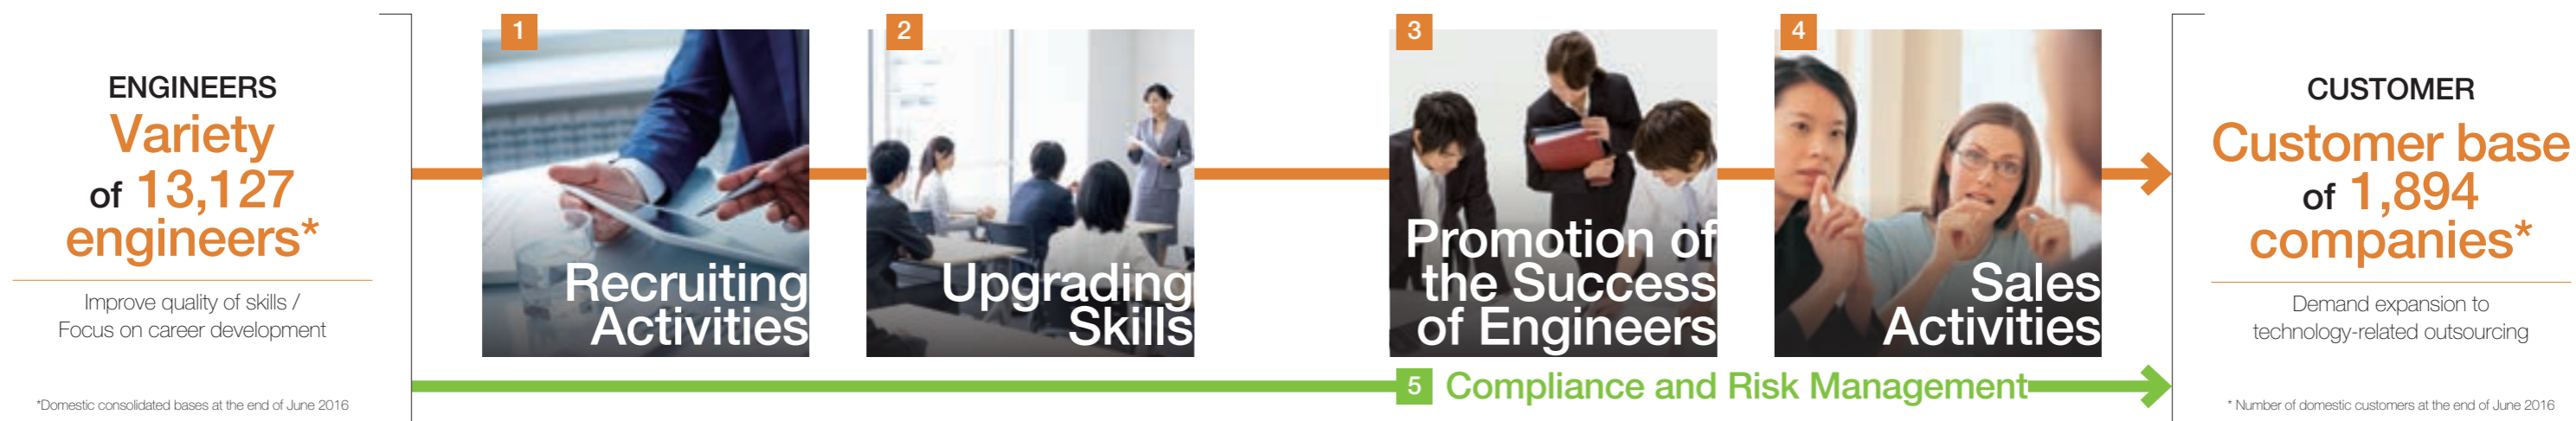 ENGINEERS
Variety
of 13,127
engineers*
Improve quality of skills /
Focus on career development
*Domestic consolidated bases at the end of June 2016
1
Recruiting
Activities
2
Upgrading
Skills
3
Promotion of
the Success
of Engineers
4
Sales
Activities
5 Compliance and Risk Management
CUSTOMER
Customer base
of 1,894
companies*
Demand expansion to
technology-related outsourcing
* Number of domestic customers at the end of June 2016